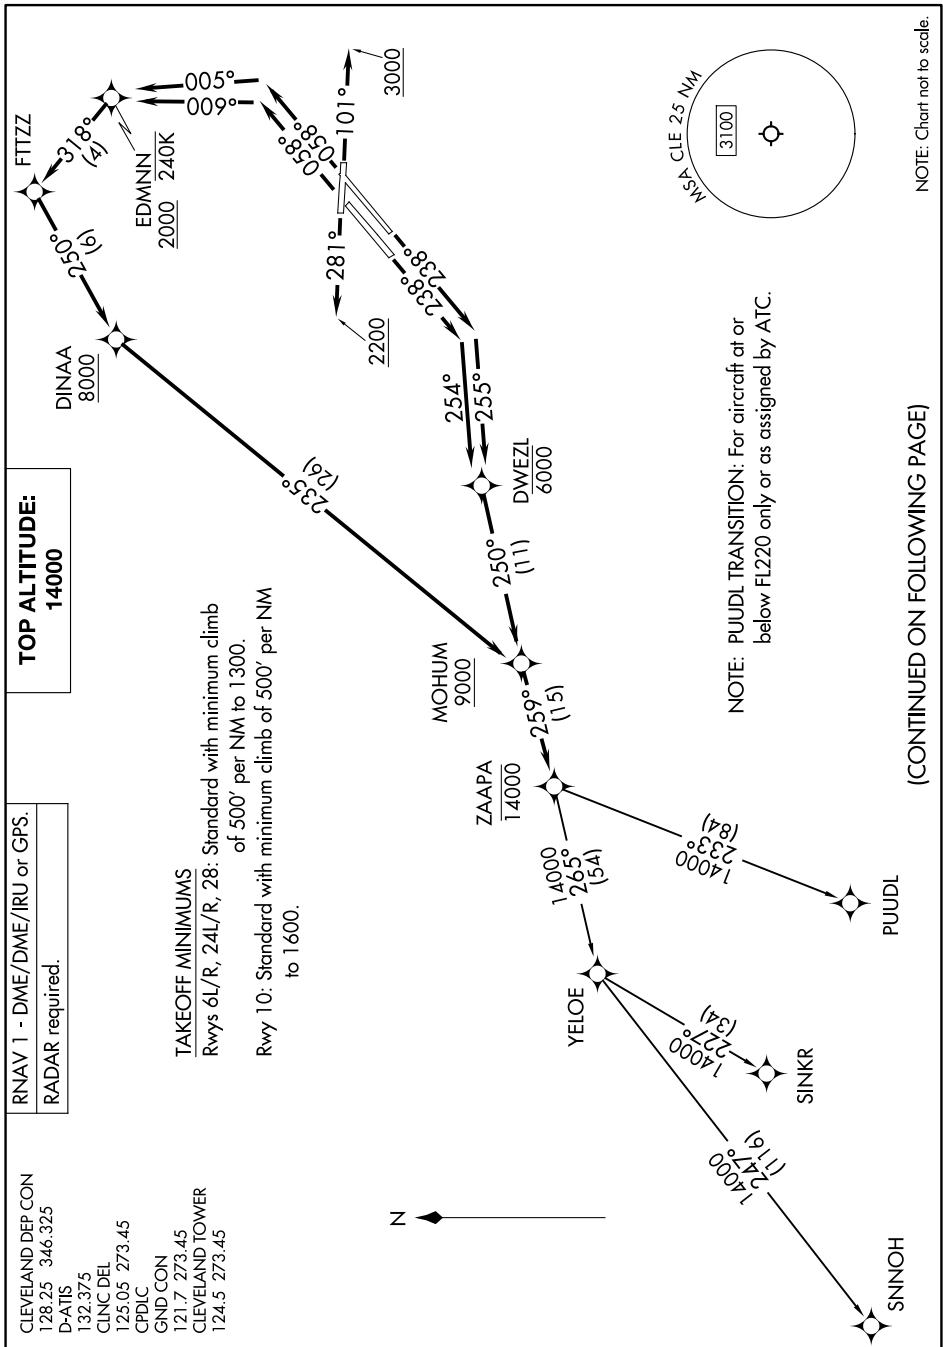 CLEVELAND DEP CON
128.25 346.325
D-ATIS
132.375
CLNC DEL
125.05 273.45
CPDLC
GND CON
121.7 273.45
CLEVELAND TOWER
124.5 273.45
RNAV 1 - DME/DME/IRU or GPS.
RADAR required.
TOP ALTITUDE:
14000
TAKEOFF MINIMUMS
Rwys 6L/R, 24L/R, 28: Standard with minimum climb
of 500' per NM to 1300.
Rwy 10: Standard with minimum climb of 500' per NM
to 1600.
FTTZZ
318°
(4)
EDMNN
2000 240K
250°
(6)
DINAA
8000
005°
009°
058°
058°
101°
3000
281°
2200
238°
238°
254°
255°
DWEZL
6000
235°
(26)
250°
(11)
MOHUM
9000
259°
(15)
ZAAPA
14000
14000
265°
(54)
14000
233°
(84)
PUUDL
YELOE
14000
227°
(34)
SINKR
14000
247°
(116)
SNNOH
N
MSA CLE 25 NM
3100
NOTE: PUUDL TRANSITION: For aircraft at or
below FL220 only or as assigned by ATC.
(CONTINUED ON FOLLOWING PAGE)
NOTE: Chart not to scale.